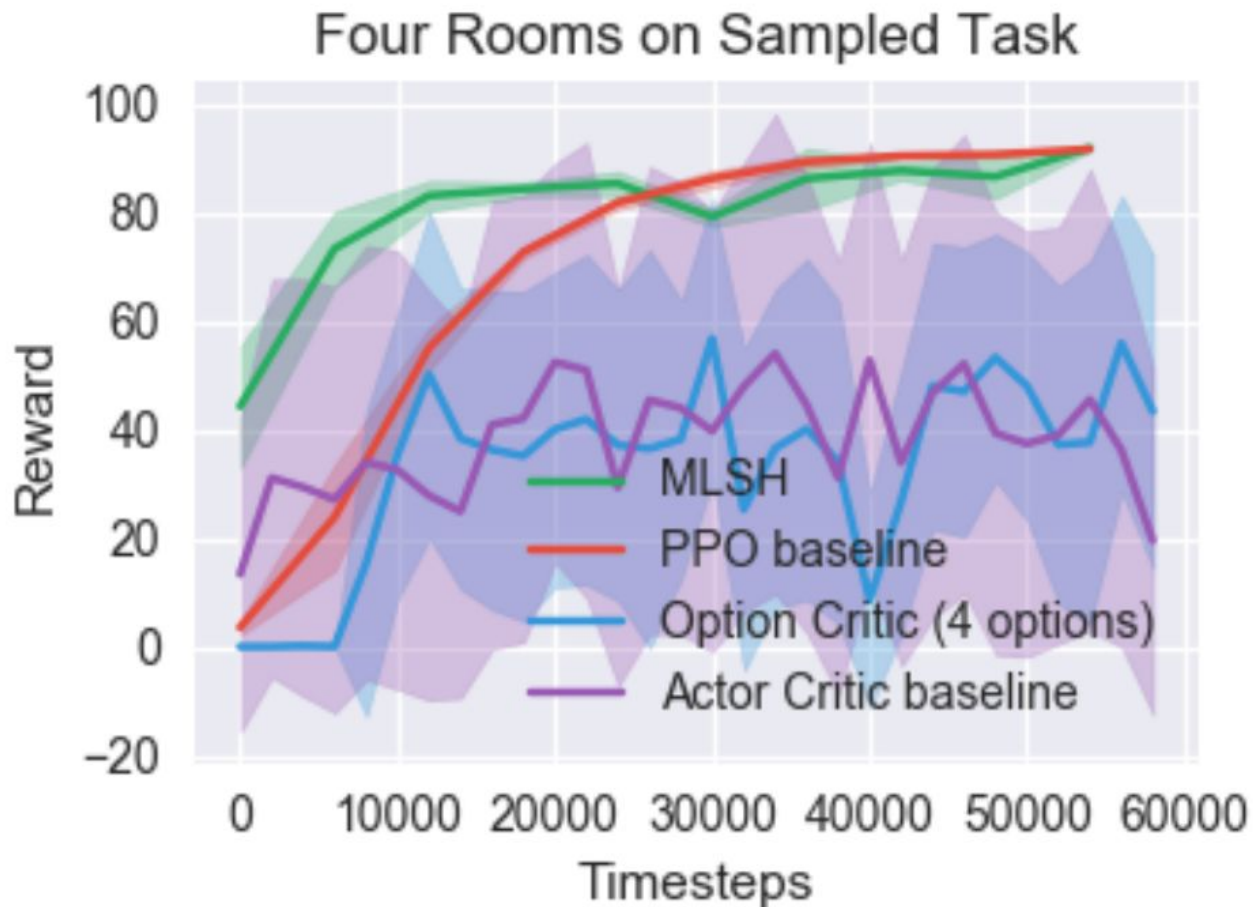 Four Rooms on Sampled Task
100
80
60
40
20
0
−20
Reward
MLSH
PPO baseline
Option Critic (4 options)
Actor Critic baseline
0 10000 20000 30000 40000 50000 60000
Timesteps